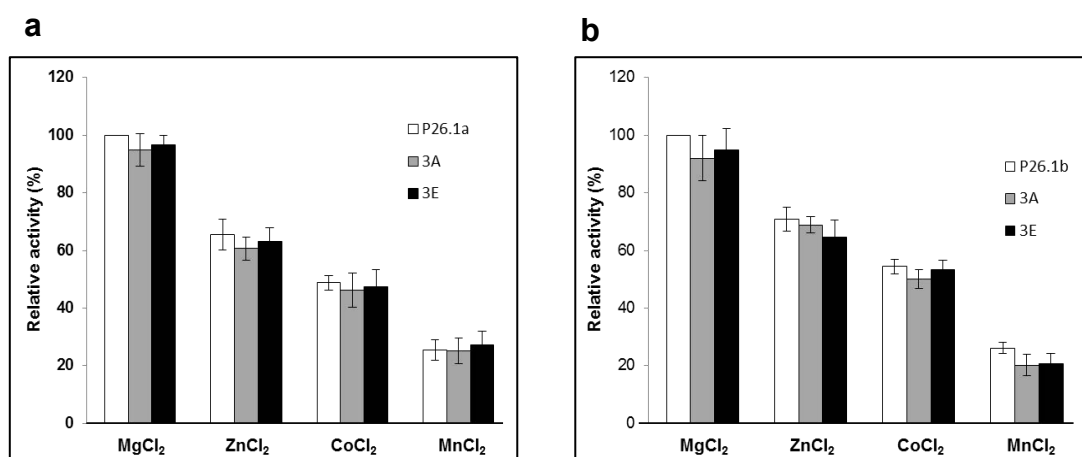 a
Relative activity (%)
120
100
80
60
40
20
0
P26.1a
3A
3E
MgCl₂ ZnCl₂ CoCl₂ MnCl₂
b
Relative activity (%)
120
100
80
60
40
20
0
P26.1b
3A
3E
MgCl₂ ZnCl₂ CoCl₂ MnCl₂